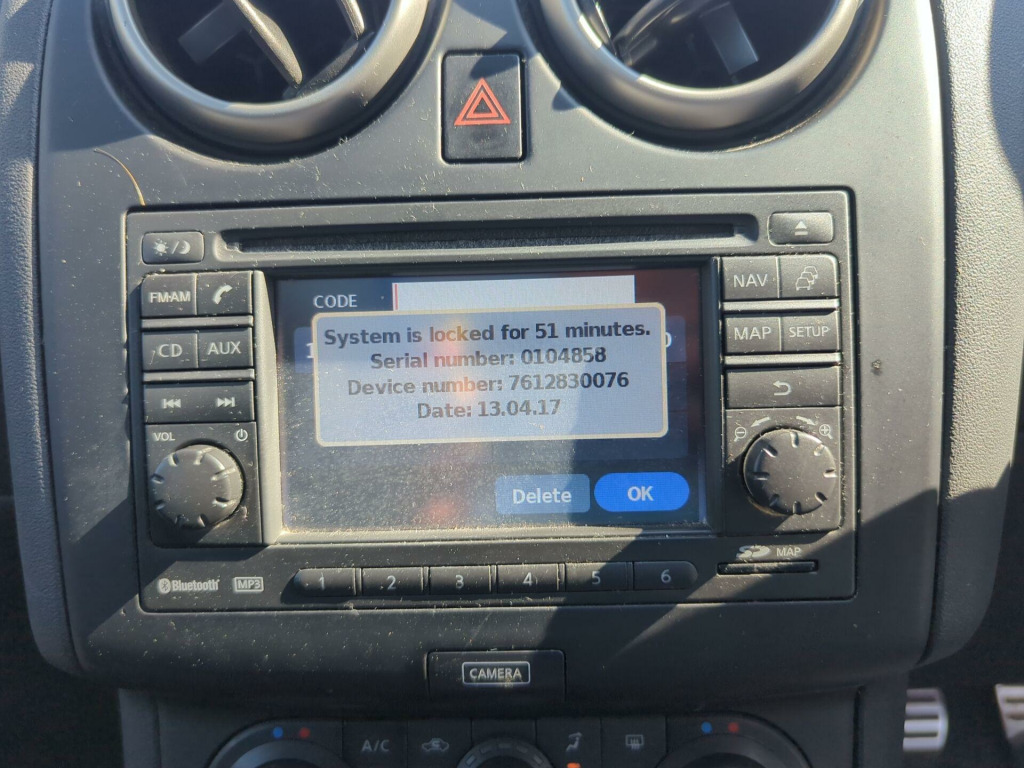 FM·AM
CD
AUX
VOL
CODE
System is locked for 51 minutes.
Serial number: 0104858
Device number: 7612830076
Date: 13.04.17
Delete
OK
NAV
MAP
SETUP
Bluetooth
MP3
1
2
3
4
5
6
SD
MAP
CAMERA
A/C